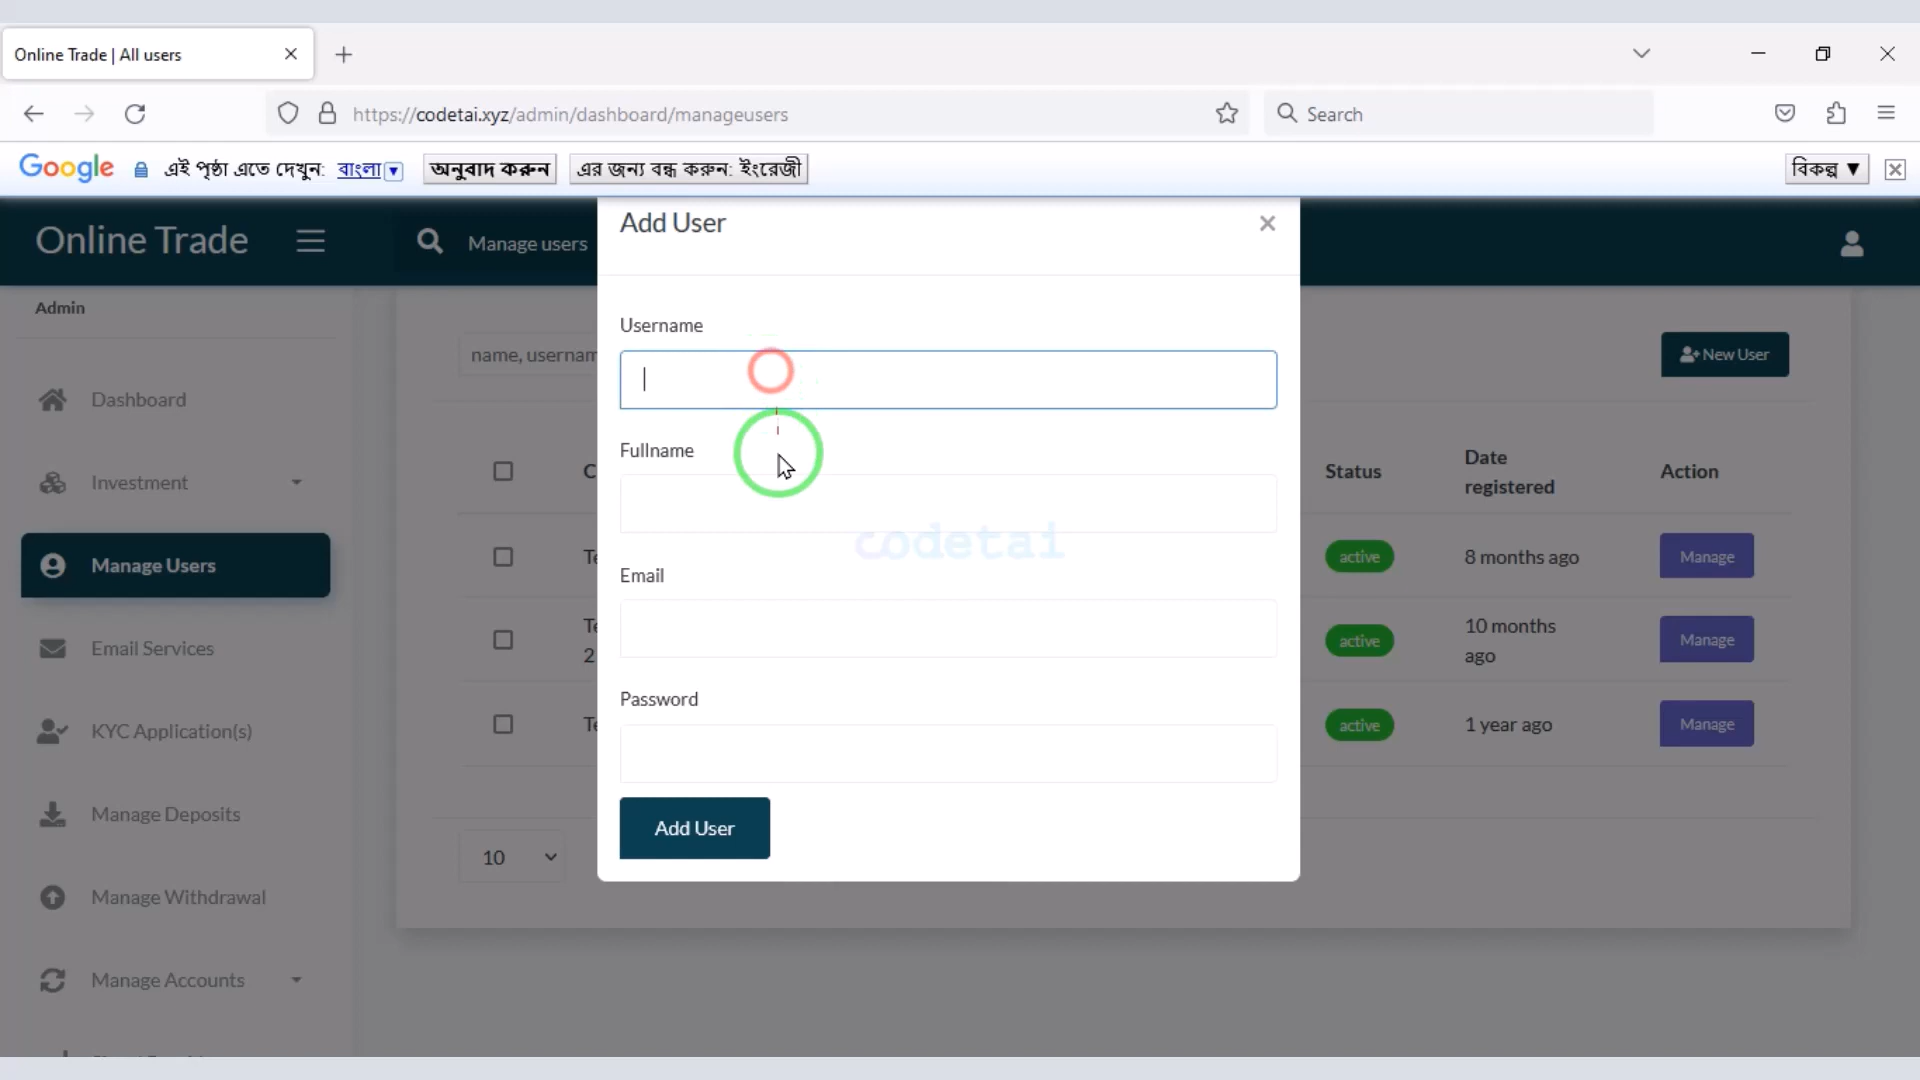 Online Trade | All users
https://codetai.xyz/admin/dashboard/manageusers
Search
Google এই পৃষ্ঠা এতে দেখুন: বাংলা অনুবাদ করুন এর জন্য বন্ধ করুন: ইংরেজী বিকল্প ▼
Online Trade
Manage users
Add User
Admin
Username
name, usernam
New User
Dashboard
Fullname
Status
Date
registered
Action
Investment
codetai
active
8 months ago
Manage
Manage Users
Email
2
active
10 months
ago
Manage
Email Services
Password
active
1 year ago
Manage
KYC Application(s)
Manage Deposits
Add User
10
Manage Withdrawal
Manage Accounts